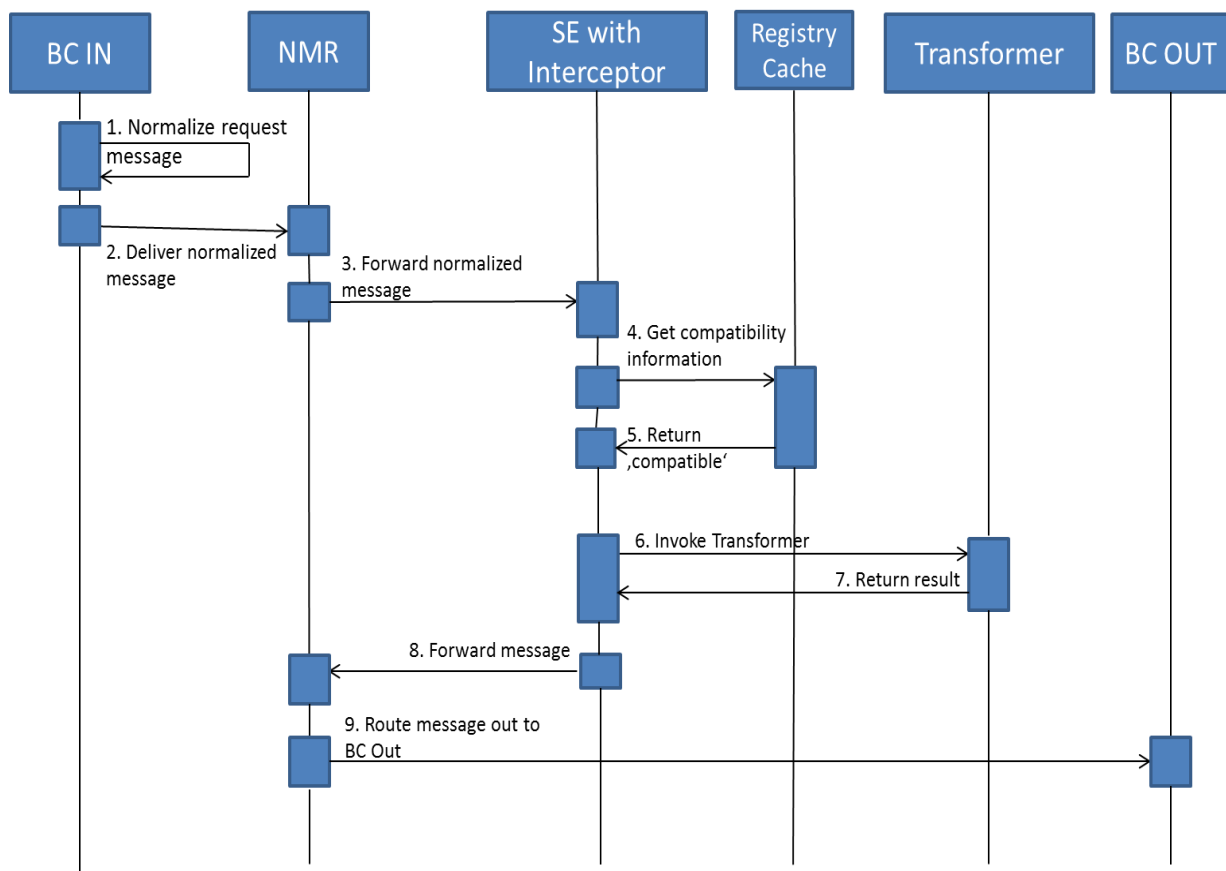 BC IN
NMR
SE with
Interceptor
Registry
Cache
Transformer
BC OUT
1. Normalize request
message
2. Deliver normalized
message
3. Forward normalized
message
4. Get compatibility
information
5. Return
‚compatible‘
6. Invoke Transformer
7. Return result
8. Forward message
9. Route message out to
BC Out